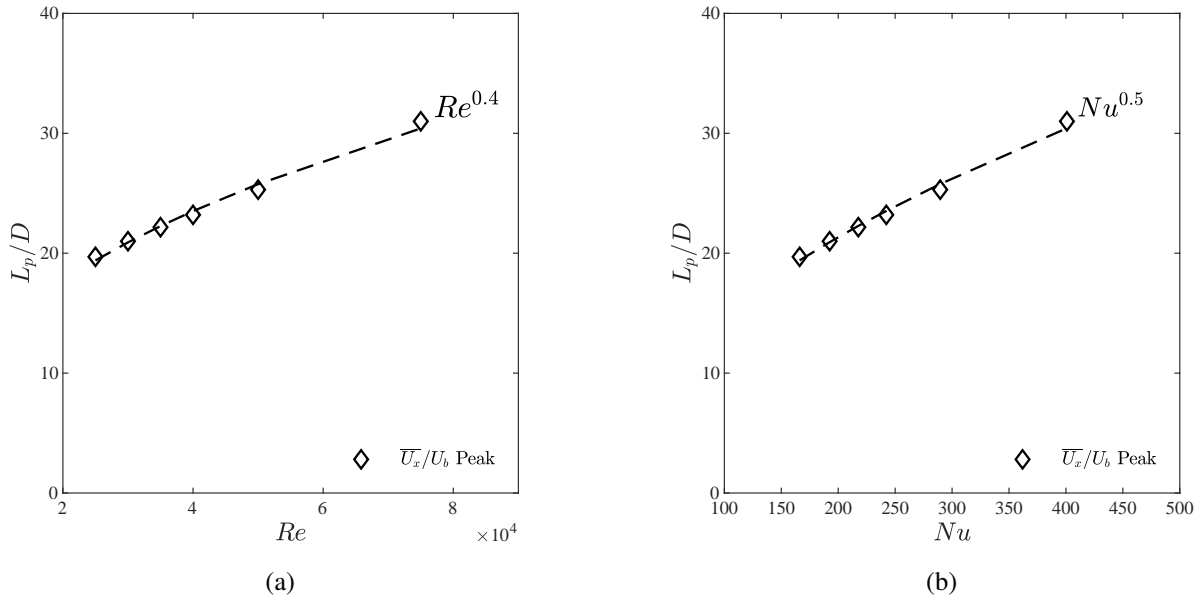 40
30
20
10
0
L_p/D
Re^{0.4}
\overline{U_x}/U_b Peak
2 4 6 8
×10^4
Re
(a)
40
30
20
10
0
L_p/D
Nu^{0.5}
\overline{U_x}/U_b Peak
100 150 200 250 300 350 400 450 500
Nu
(b)